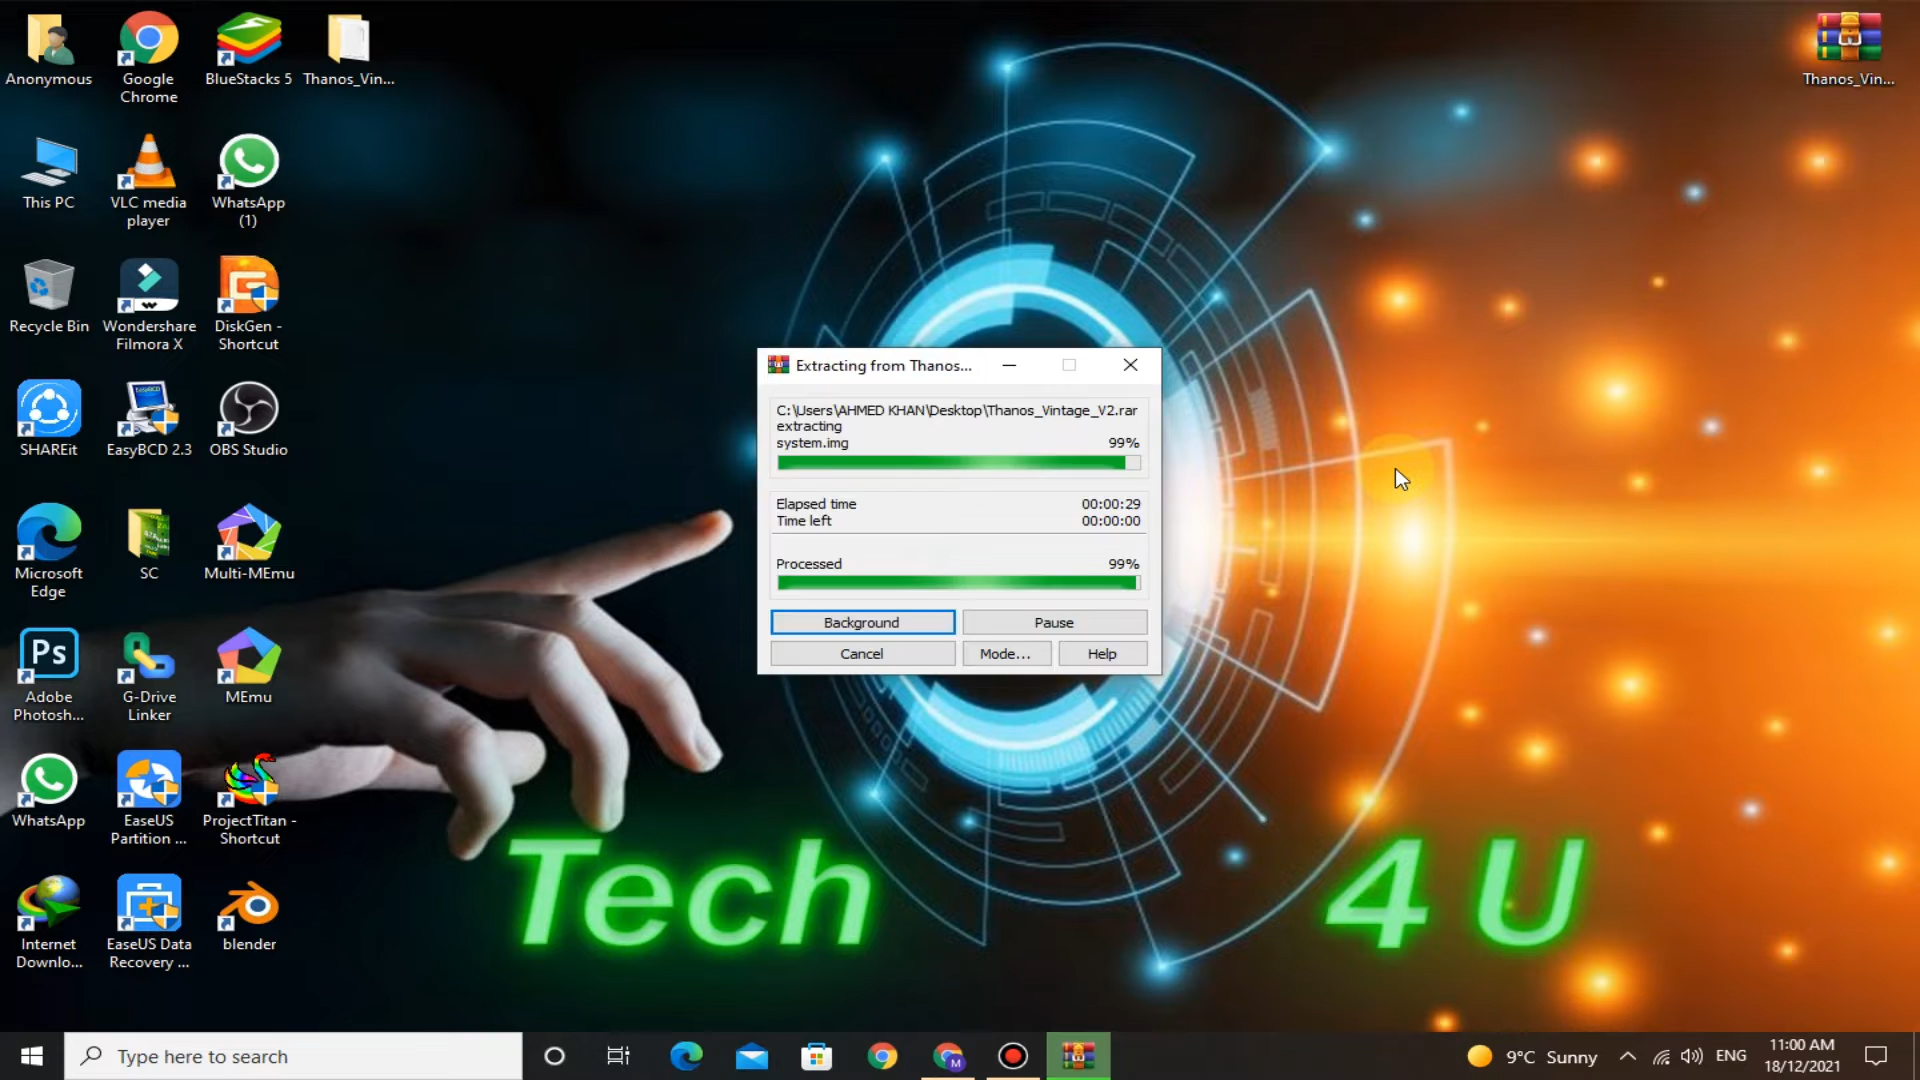 Anonymous
Google
Chrome
BlueStacks 5
Thanos_Vin...
Thanos_Vin...
This PC
VLC media
player
WhatsApp
(1)
Recycle Bin
Wondershare
Filmora X
DiskGen -
Shortcut
SHAREit
EasyBCD 2.3
OBS Studio
Microsoft
Edge
SC
Multi-MEmu
Ps
Adobe
Photosh...
G-Drive
Linker
MEmu
WhatsApp
EaseUS
Partition ...
ProjectTitan -
Shortcut
Internet
Downlo...
EaseUS Data
Recovery ...
blender
Extracting from Thanos...
C:\Users\AHMED KHAN\Desktop\Thanos_Vintage_V2.rar
extracting
system.img 99%
Elapsed time 00:00:29
Time left 00:00:00
Processed 99%
Background Pause
Cancel Mode... Help
Tech 4 U
Type here to search
M
9°C Sunny
ENG
11:00 AM
18/12/2021